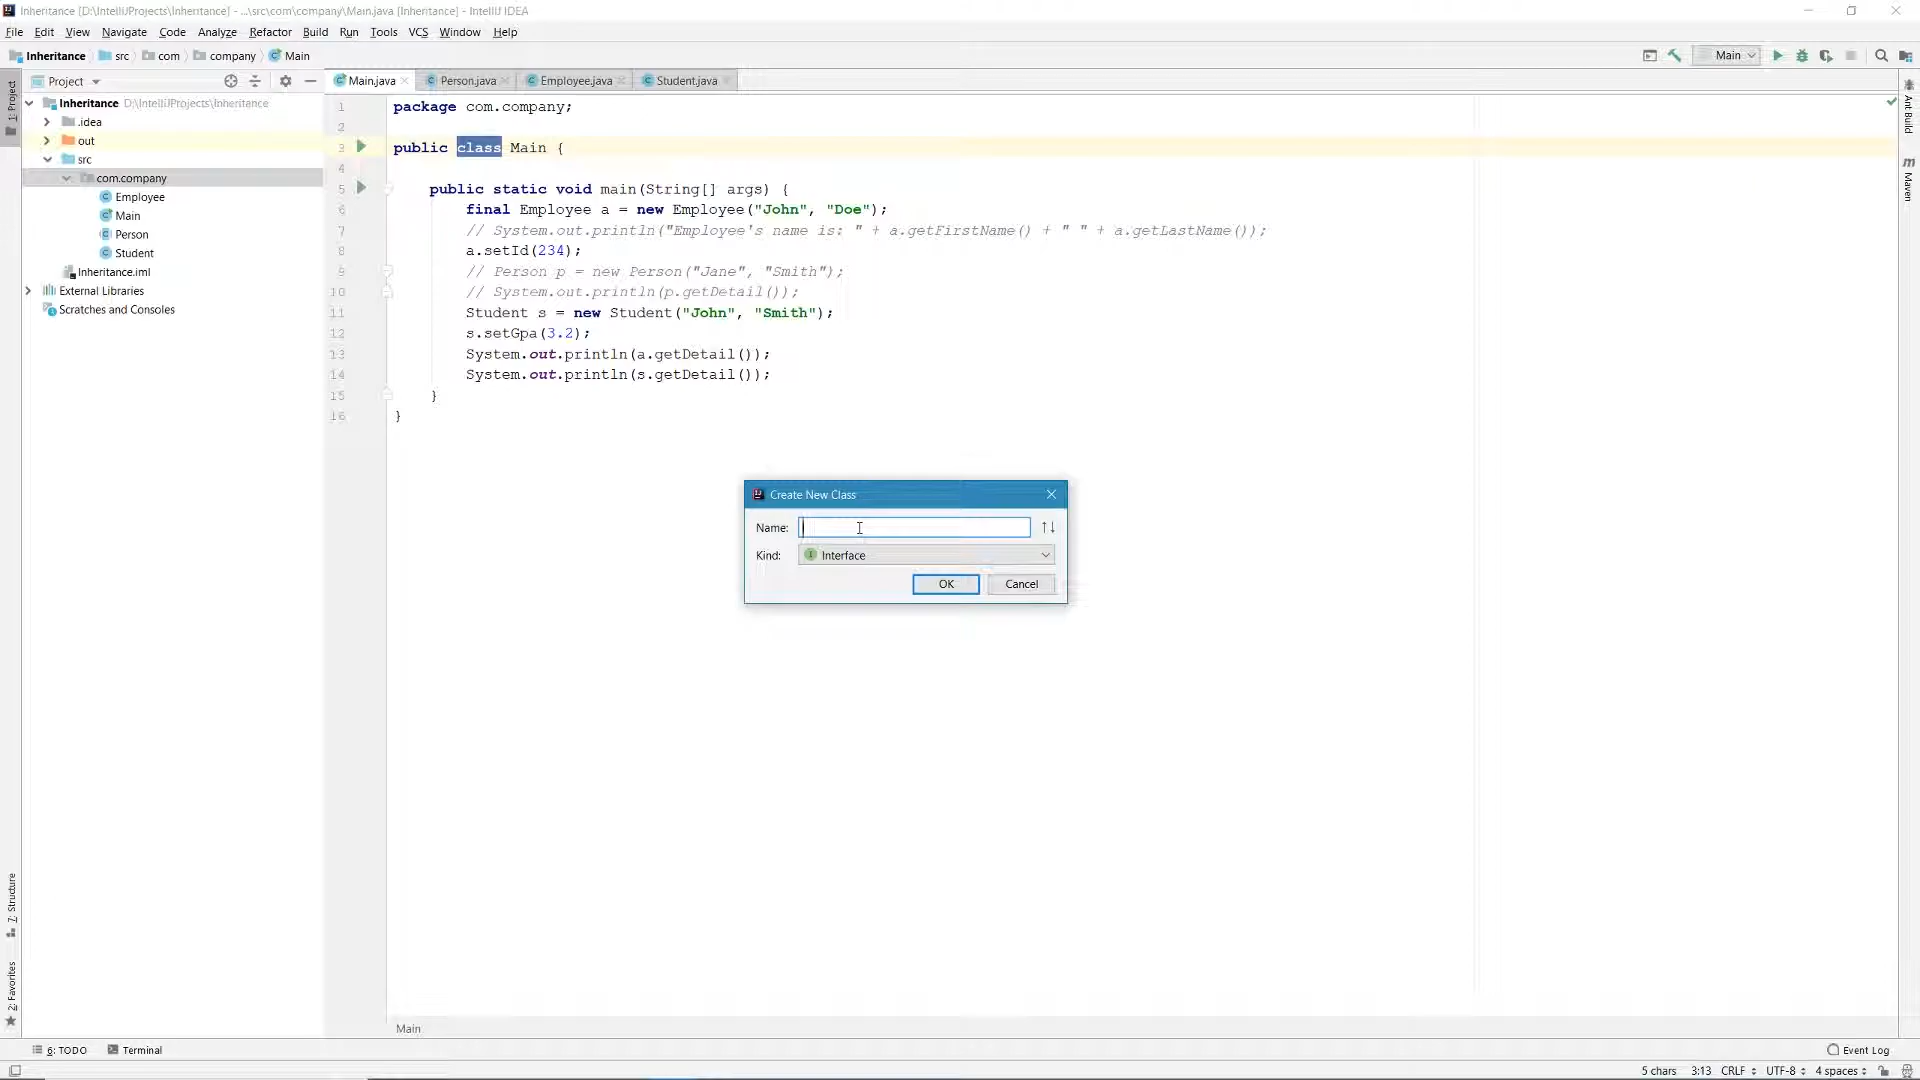 Inheritance [D:\IntelliJProjects\Inheritance] - ...\src\com\company\Main.java [Inheritance] - IntelliJ IDEA
File Edit View Navigate Code Analyze Refactor Build Run Tools VCS Window Help
Inheritance src com company Main
Main
Project
Main.java Person.java Employee.java Student.java
1: Project
Inheritance D:\IntelliJProjects\Inheritance
.idea
out
src
com.company
Employee
Main
Person
Student
Inheritance.iml
External Libraries
Scratches and Consoles
1 package com.company;
2
3 public class Main {
4
5 public static void main(String[] args) {
6 final Employee a = new Employee("John", "Doe");
7 // System.out.println("Employee's name is: " + a.getFirstName() + " " + a.getLastName());
8 a.setId(234);
9 // Person p = new Person("Jane", "Smith");
10 // System.out.println(p.getDetail());
11 Student s = new Student("John", "Smith");
12 s.setGpa(3.2);
13 System.out.println(a.getDetail());
14 System.out.println(s.getDetail());
15 }
16 }
Ant Build
m Maven
Create New Class
Name:
Kind: I Interface
OK Cancel
7: Structure
2: Favorites
Main
6: TODO Terminal
Event Log
5 chars 3:13 CRLF UTF-8 4 spaces